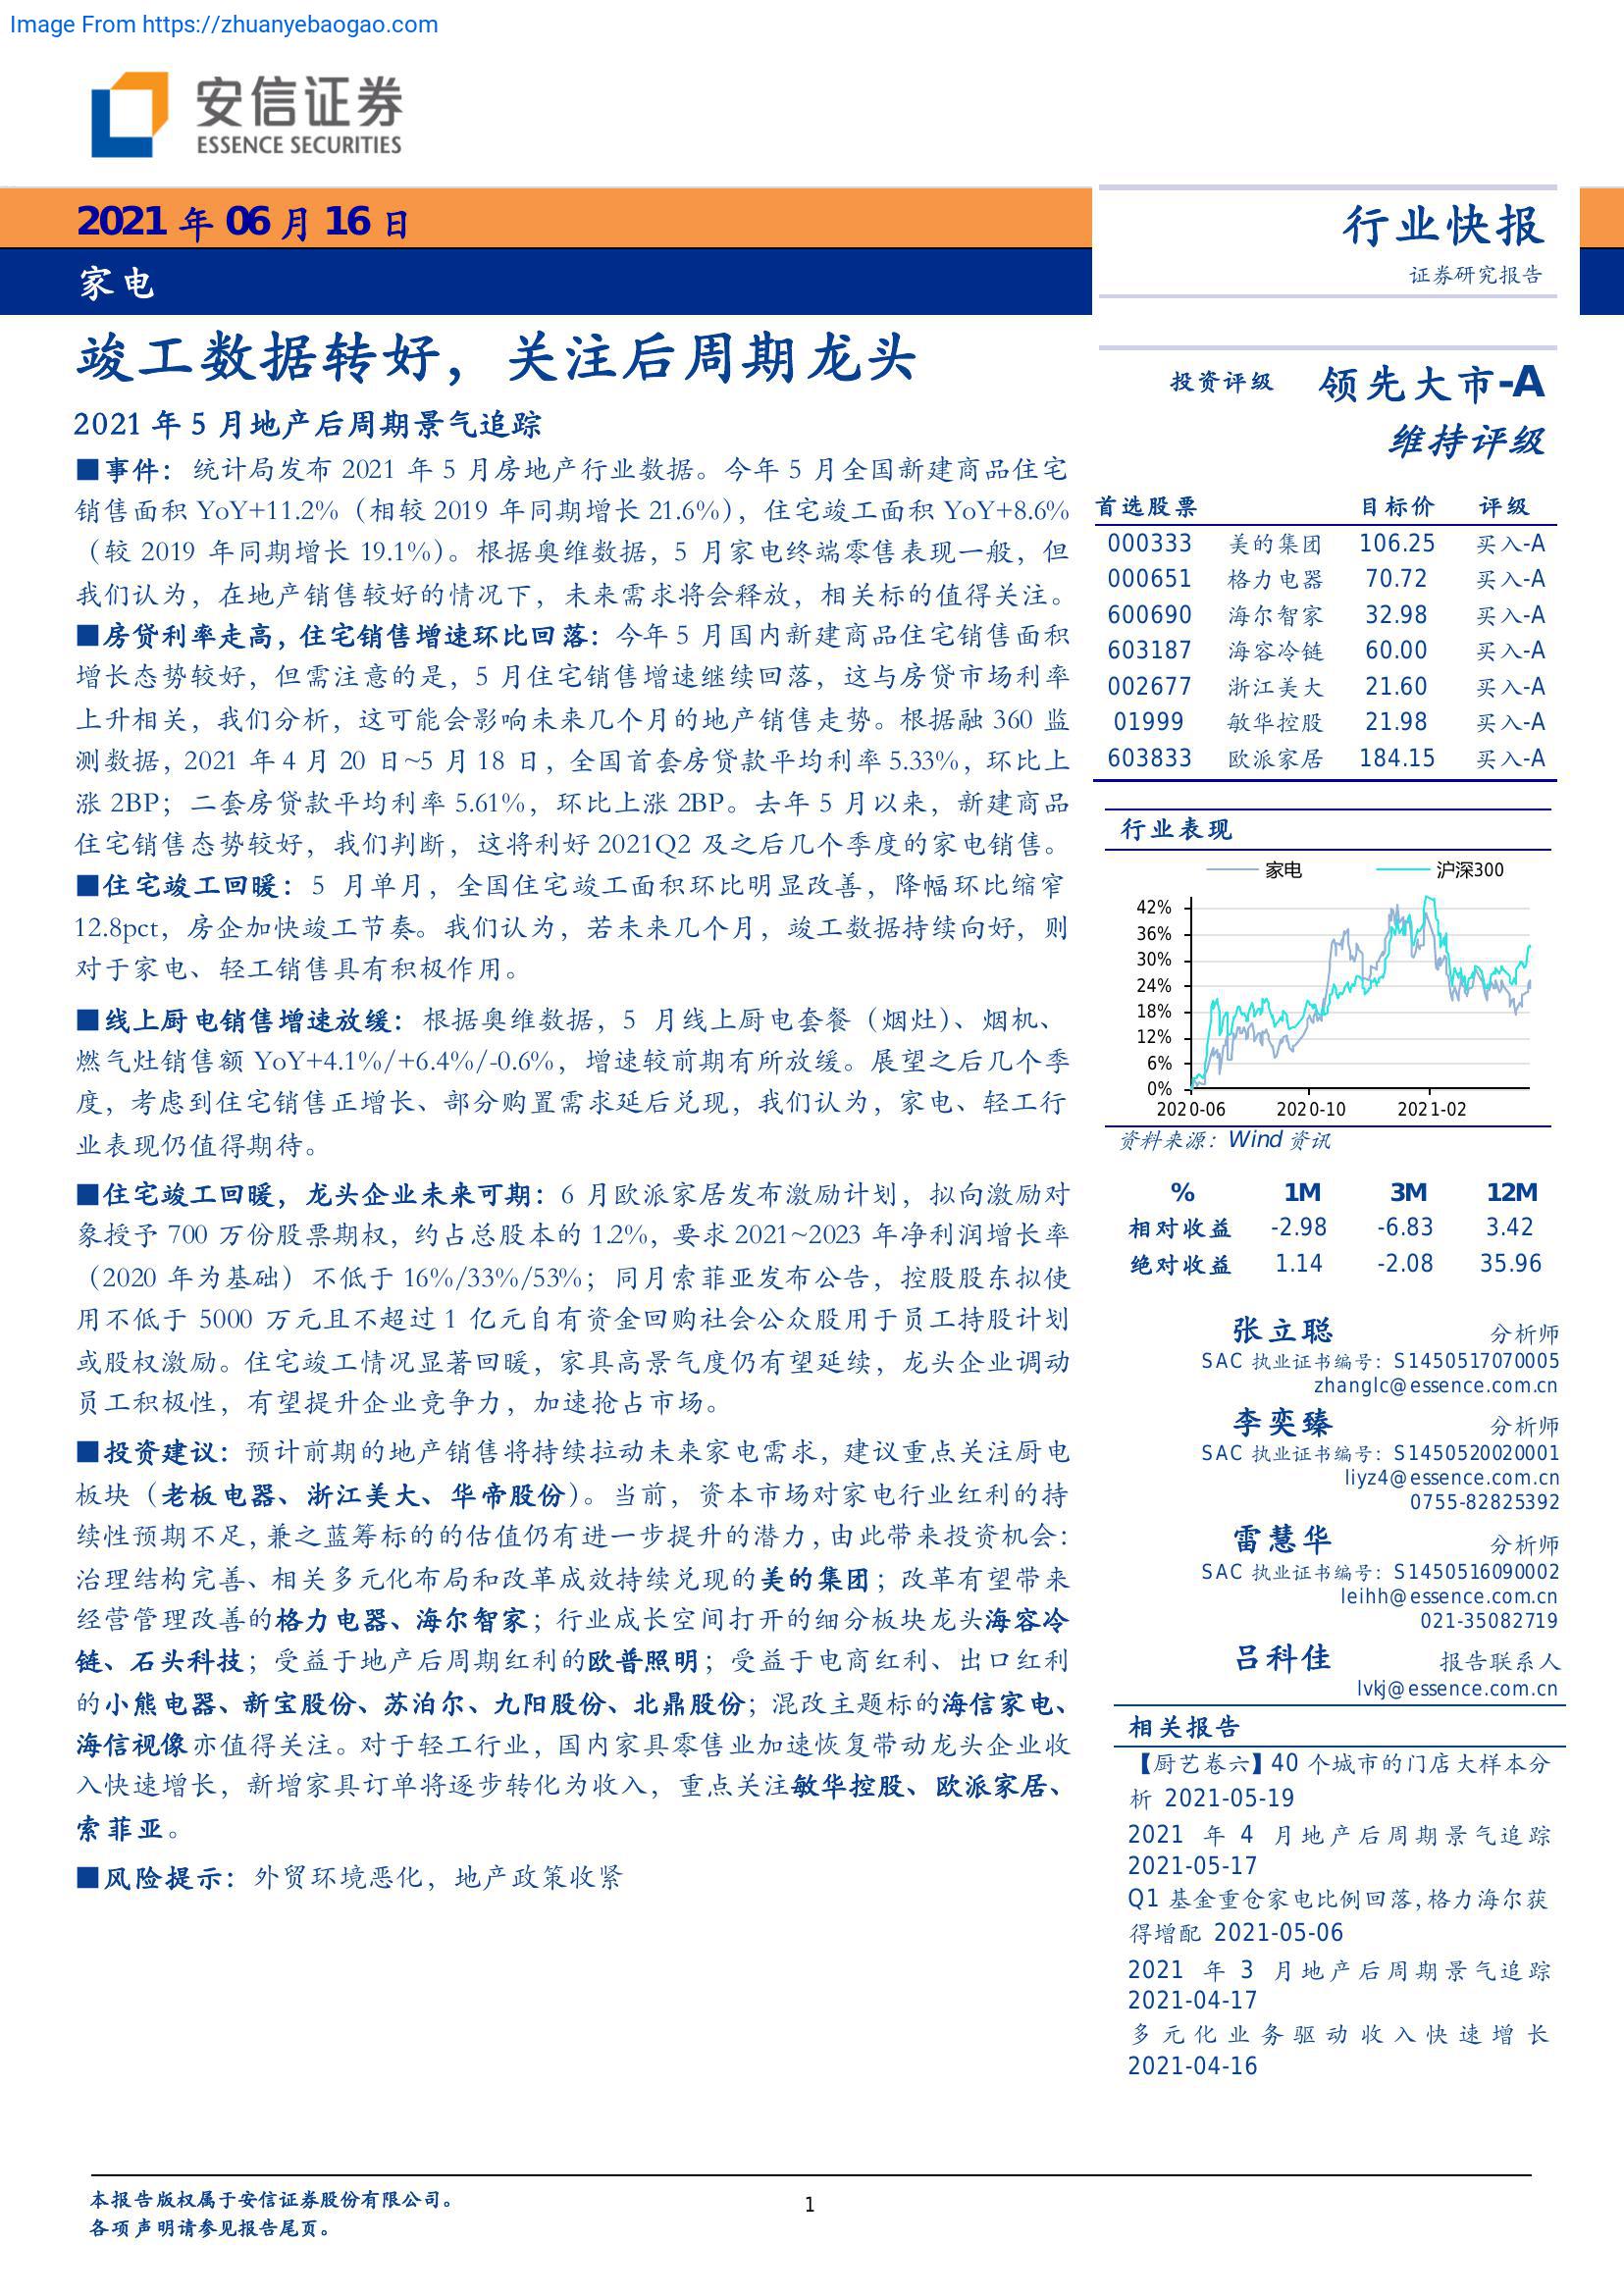 Image From https://zhuanyebaogao.com
安信证券
ESSENCE SECURITIES
2021 年 06 月 16 日
家电
竣工数据转好，关注后周期龙头
2021 年 5 月地产后周期景气追踪
■事件：统计局发布 2021 年 5 月房地产行业数据。今年 5 月全国新建商品住宅
销售面积 YoY+11.2%（相较 2019 年同期增长 21.6%），住宅竣工面积 YoY+8.6%
（较 2019 年同期增长 19.1%）。根据奥维数据，5 月家电终端零售表现一般，但
我们认为，在地产销售较好的情况下，未来需求将会释放，相关标的值得关注。
■房贷利率走高，住宅销售增速环比回落：今年 5 月国内新建商品住宅销售面积
增长态势较好，但需注意的是，5 月住宅销售增速继续回落，这与房贷市场利率
上升相关，我们分析，这可能会影响未来几个月的地产销售走势。根据融 360 监
测数据，2021 年 4 月 20 日~5 月 18 日，全国首套房贷款平均利率 5.33%，环比上
涨 2BP；二套房贷款平均利率 5.61%，环比上涨 2BP。去年 5 月以来，新建商品
住宅销售态势较好，我们判断，这将利好 2021Q2 及之后几个季度的家电销售。
■住宅竣工回暖：5 月单月，全国住宅竣工面积环比明显改善，降幅环比缩窄
12.8pct，房企加快竣工节奏。我们认为，若未来几个月，竣工数据持续向好，则
对于家电、轻工销售具有积极作用。
■线上厨电销售增速放缓：根据奥维数据，5 月线上厨电套餐（烟灶）、烟机、
燃气灶销售额 YoY+4.1%/+6.4%/-0.6%，增速较前期有所放缓。展望之后几个季
度，考虑到住宅销售正增长、部分购置需求延后兑现，我们认为，家电、轻工行
业表现仍值得期待。
■住宅竣工回暖，龙头企业未来可期：6 月欧派家居发布激励计划，拟向激励对
象授予 700 万份股票期权，约占总股本的 1.2%，要求 2021~2023 年净利润增长率
（2020 年为基础）不低于 16%/33%/53%；同月索菲亚发布公告，控股股东拟使
用不低于 5000 万元且不超过 1 亿元自有资金回购社会公众股用于员工持股计划
或股权激励。住宅竣工情况显著回暖，家具高景气度仍有望延续，龙头企业调动
员工积极性，有望提升企业竞争力，加速抢占市场。
■投资建议：预计前期的地产销售将持续拉动未来家电需求，建议重点关注厨电
板块（老板电器、浙江美大、华帝股份）。当前，资本市场对家电行业红利的持
续性预期不足，兼之蓝筹标的的估值仍有进一步提升的潜力，由此带来投资机会：
治理结构完善、相关多元化布局和改革成效持续兑现的美的集团；改革有望带来
经营管理改善的格力电器、海尔智家；行业成长空间打开的细分板块龙头海容冷
链、石头科技；受益于地产后周期红利的欧普照明；受益于电商红利、出口红利
的小熊电器、新宝股份、苏泊尔、九阳股份、北鼎股份；混改主题标的海信家电、
海信视像亦值得关注。对于轻工行业，国内家具零售业加速恢复带动龙头企业收
入快速增长，新增家具订单将逐步转化为收入，重点关注敏华控股、欧派家居、
索菲亚。
■风险提示：外贸环境恶化，地产政策收紧
行业快报
证券研究报告
投资评级 领先大市-A
维持评级
首选股票 目标价 评级
000333 美的集团 106.25 买入-A
000651 格力电器 70.72 买入-A
600690 海尔智家 32.98 买入-A
603187 海容冷链 60.00 买入-A
002677 浙江美大 21.60 买入-A
01999 敏华控股 21.98 买入-A
603833 欧派家居 184.15 买入-A
行业表现
家电 沪深300
42%
36%
30%
24%
18%
12%
6%
0%
2020-06 2020-10 2021-02
资料来源：Wind 资讯
% 1M 3M 12M
相对收益 -2.98 -6.83 3.42
绝对收益 1.14 -2.08 35.96
张立聪 分析师
SAC 执业证书编号：S1450517070005
zhanglc@essence.com.cn
李奕臻 分析师
SAC 执业证书编号：S1450520020001
liyz4@essence.com.cn
0755-82825392
雷慧华 分析师
SAC 执业证书编号：S1450516090002
leihh@essence.com.cn
021-35082719
吕科佳 报告联系人
lvkj@essence.com.cn
相关报告
【厨艺卷六】40 个城市的门店大样本分
析 2021-05-19
2021 年 4 月地产后周期景气追踪
2021-05-17
Q1 基金重仓家电比例回落，格力海尔获
得增配 2021-05-06
2021 年 3 月地产后周期景气追踪
2021-04-17
多元化业务驱动收入快速增长
2021-04-16
本报告版权属于安信证券股份有限公司。
各项声明请参见报告尾页。
1